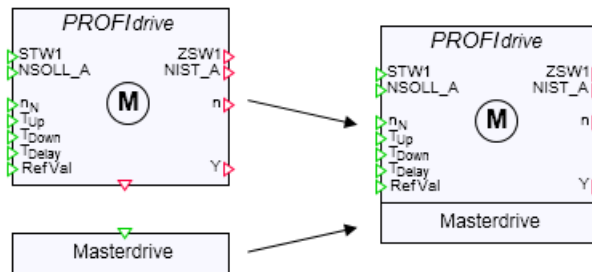 PROFIdrive
STW1 ZSW1
NSOLL_A NIST_A
M
nN n
TUp
TDown
TDelay
RefVal Y
Masterdrive
PROFIdrive
STW1 ZSW1
NSOLL_A NIST_A
M
nN n
TUp
TDown
TDelay
RefVal Y
Masterdrive